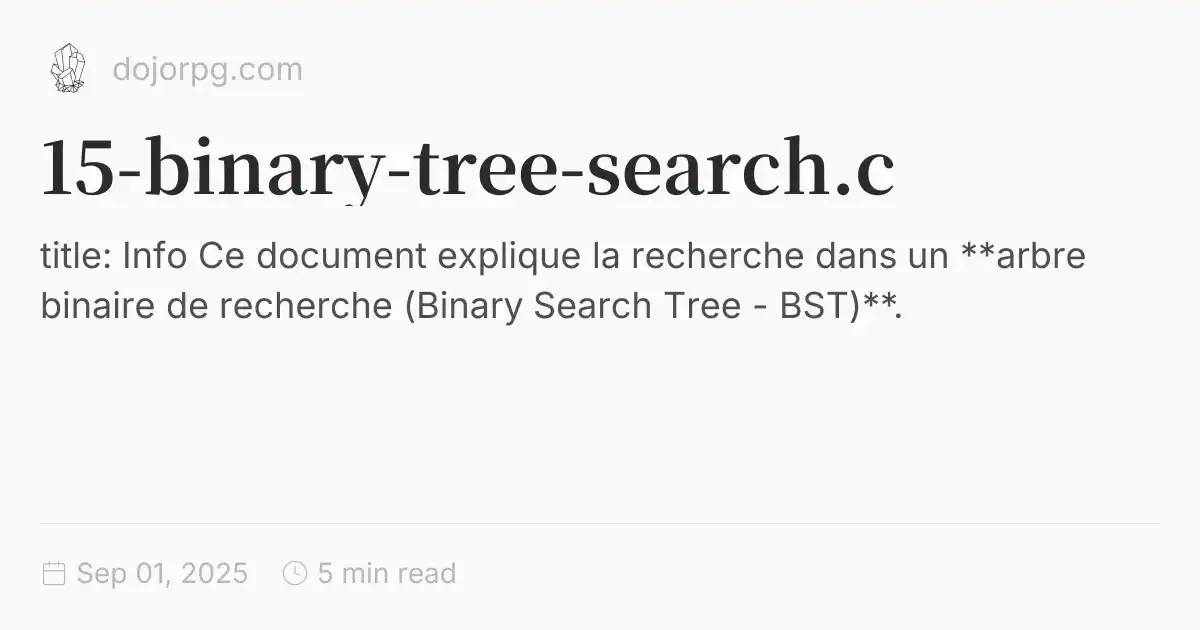 dojorpg.com
15-binary-tree-search.c
title: Info Ce document explique la recherche dans un **arbre
binaire de recherche (Binary Search Tree - BST)**.
Sep 01, 2025 5 min read